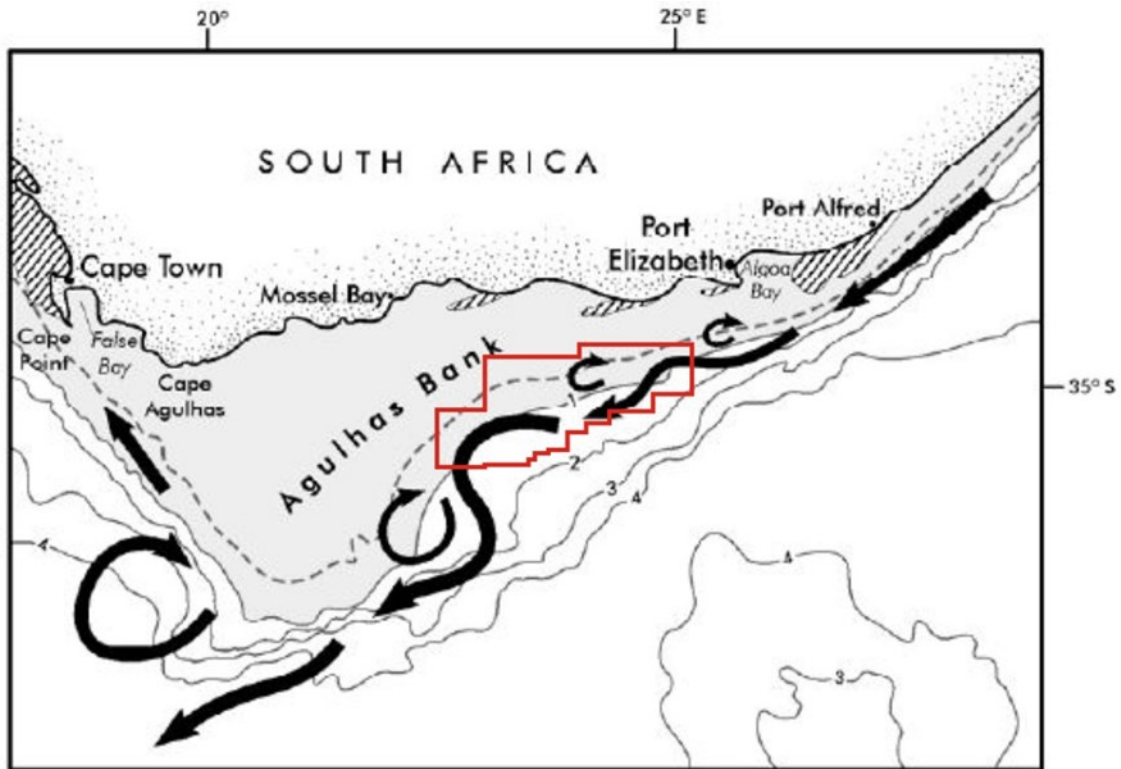 20°
25° E
SOUTH AFRICA
Port Alfred
Port
Elizabeth
Algoa
Bay
Cape Town
Mossel Bay
Cape
Point
False
Bay
Cape
Agulhas
Agulhas Bank
35° S
1
2
3
4
4
4
3